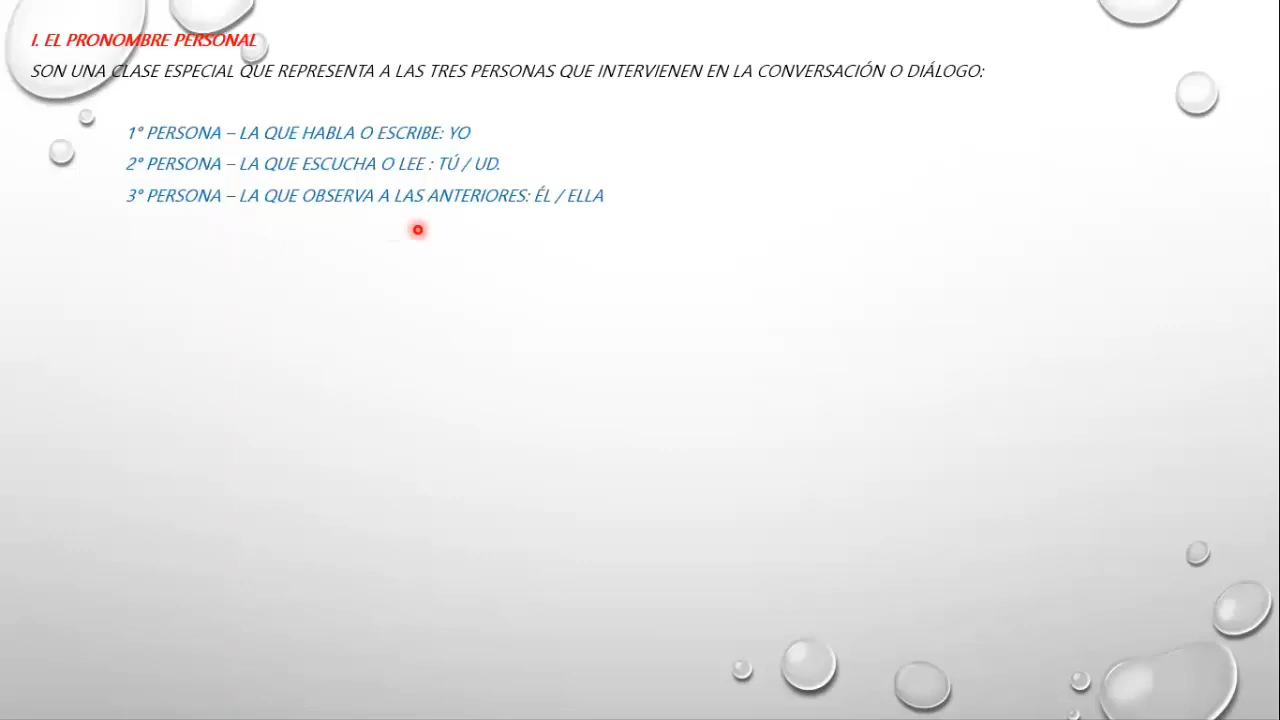 I. EL PRONOMBRE PERSONAL
SON UNA CLASE ESPECIAL QUE REPRESENTA A LAS TRES PERSONAS QUE INTERVIENEN EN LA CONVERSACIÓN O DIÁLOGO:
1° PERSONA – LA QUE HABLA O ESCRIBE: YO
2° PERSONA – LA QUE ESCUCHA O LEE : TÚ / UD.
3° PERSONA – LA QUE OBSERVA A LAS ANTERIORES: ÉL / ELLA